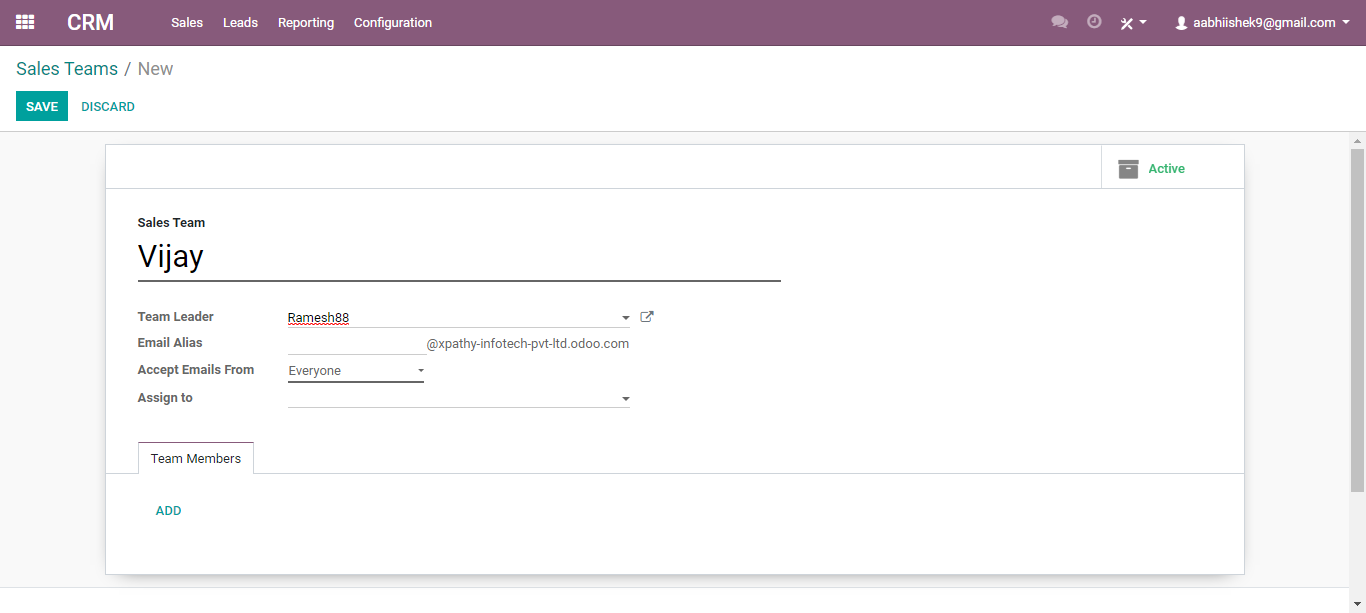 CRM Sales Leads Reporting Configuration aabhiishek9@gmail.com
Sales Teams / New
SAVE DISCARD
Active
Sales Team
Vijay
Team Leader Ramesh88
Email Alias @xpathy-infotech-pvt-ltd.odoo.com
Accept Emails From Everyone
Assign to
Team Members
ADD